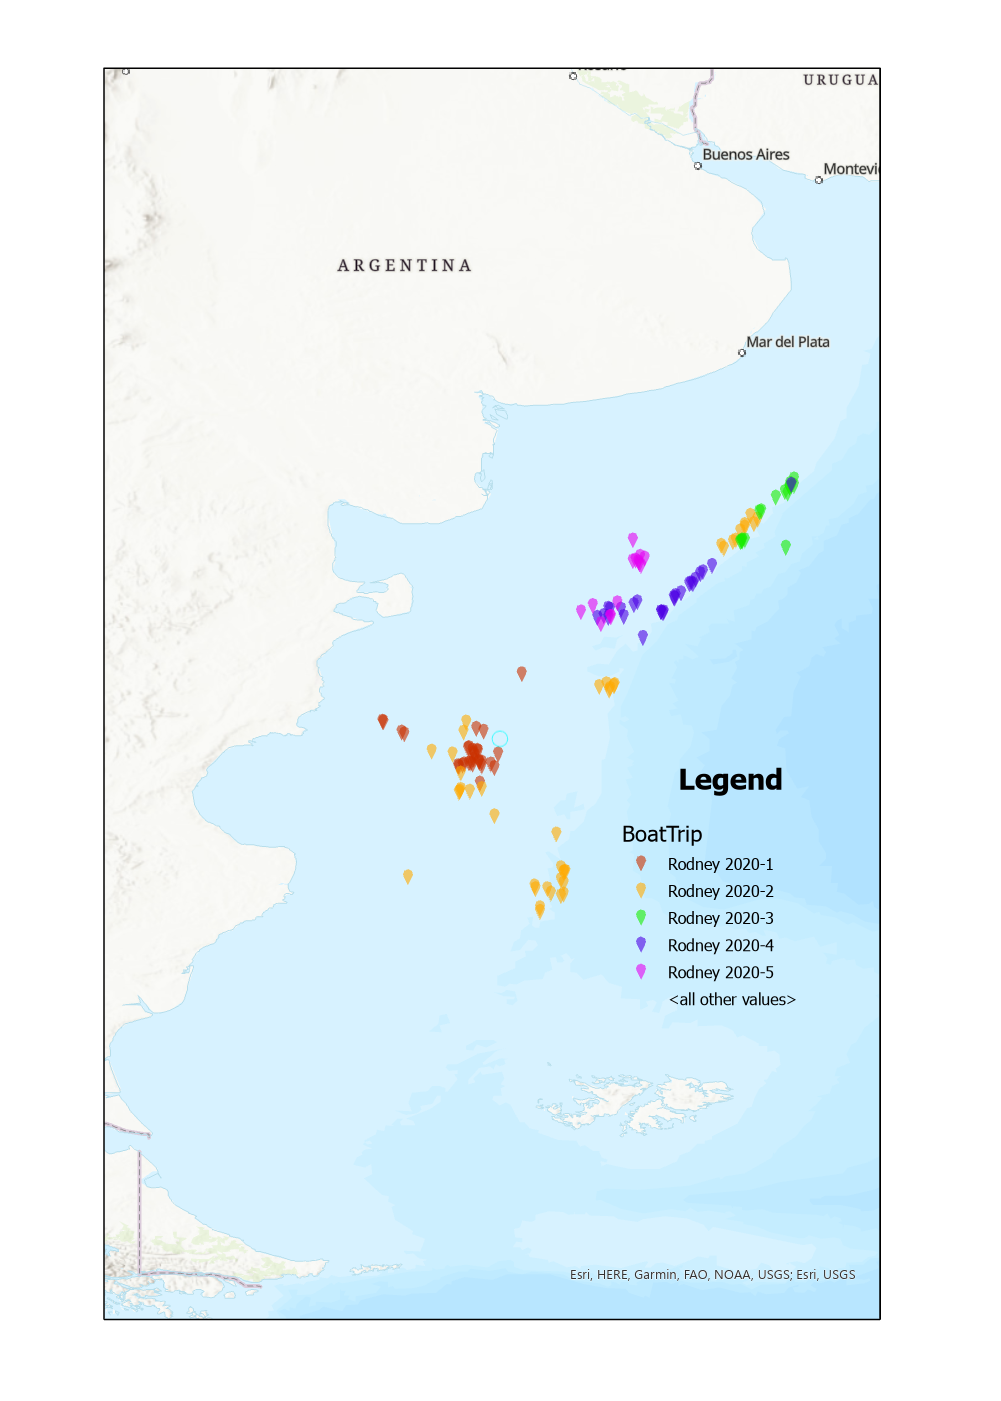 URUGUA
Buenos Aires
Montevi
ARGENTINA
Mar del Plata
Legend
BoatTrip
Rodney 2020-1
Rodney 2020-2
Rodney 2020-3
Rodney 2020-4
Rodney 2020-5
<all other values>
Esri, HERE, Garmin, FAO, NOAA, USGS; Esri, USGS